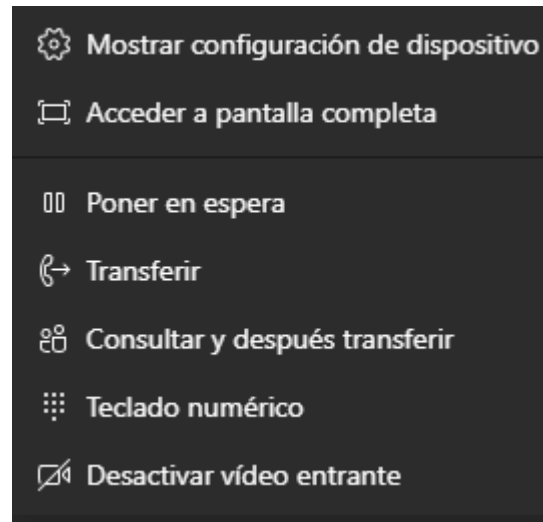 Mostrar configuración de dispositivo
Acceder a pantalla completa
Poner en espera
Transferir
Consultar y después transferir
Teclado numérico
Desactivar vídeo entrante